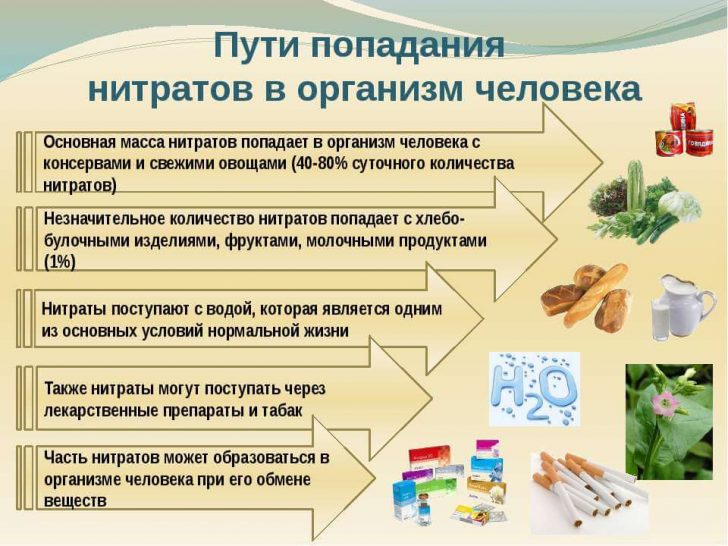 Пути попадания
нитратов в организм человека
Основная масса нитратов попадает в организм человека с
консервами и свежими овощами (40-80% суточного количества
нитратов)
Незначительное количество нитратов попадает с хлебо-
булочными изделиями, фруктами, молочными продуктами
(1%)
Нитраты поступают с водой, которая является одним
из основных условий нормальной жизни
H2O
Также нитраты могут поступать через
лекарственные препараты и табак
Часть нитратов может образоваться в
организме человека при его обмене
веществ